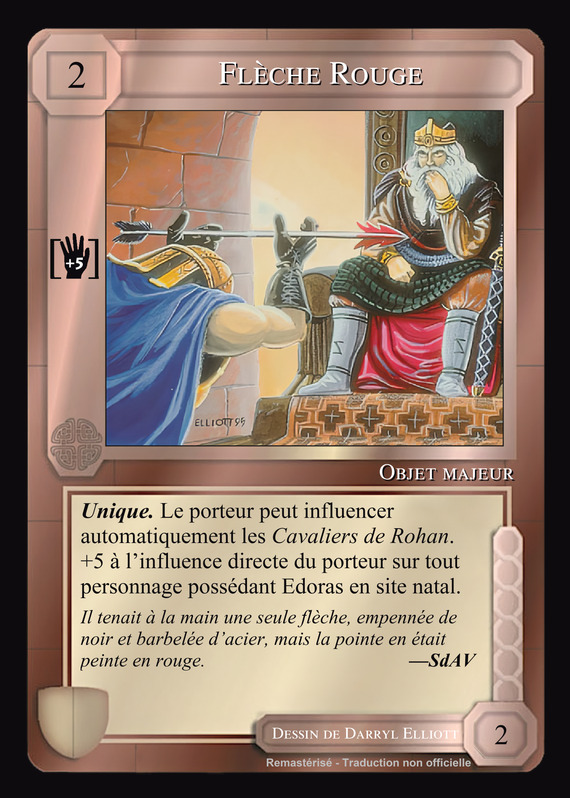 2
FLÈCHE ROUGE
[+5]
ELLIOTT 95
OBJET MAJEUR
Unique. Le porteur peut influencer
automatiquement les Cavaliers de Rohan.
+5 à l’influence directe du porteur sur tout
personnage possédant Edoras en site natal.
Il tenait à la main une seule flèche, empennée de
noir et barbelée d’acier, mais la pointe en était
peinte en rouge. —SdAV
DESSIN DE DARRYL ELLIOTT
2
Remastérisé - Traduction non officielle